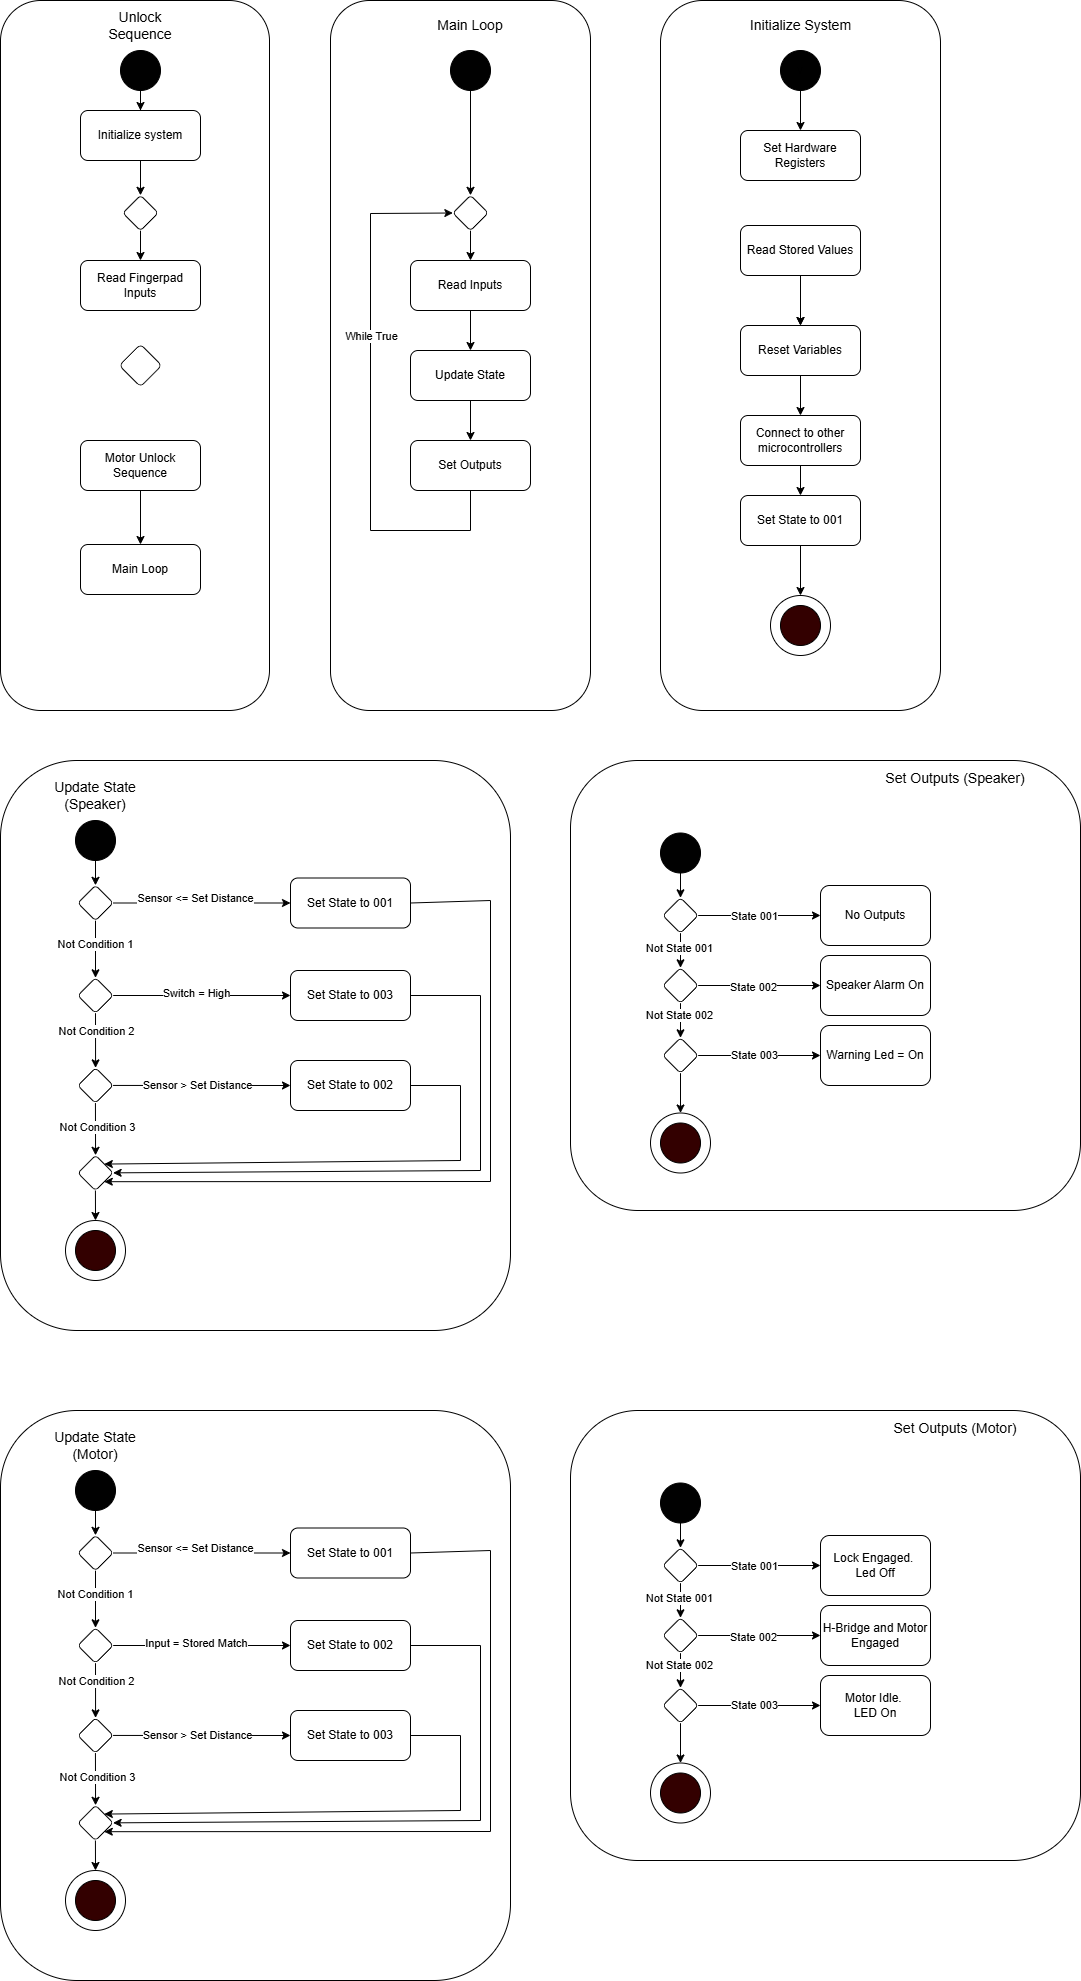 Unlock
Sequence
Initialize system
Read Fingerpad
Inputs
Motor Unlock
Sequence
Main Loop
Main Loop
Read Inputs
While True
Update State
Set Outputs
Initialize System
Set Hardware
Registers
Read Stored Values
Reset Variables
Connect to other
microcontrollers
Set State to 001
Update State
(Speaker)
Sensor <= Set Distance
Set State to 001
Not Condition 1
Switch = High
Set State to 003
Not Condition 2
Sensor > Set Distance
Set State to 002
Not Condition 3
Set Outputs (Speaker)
State 001
No Outputs
Not State 001
State 002
Speaker Alarm On
Not State 002
State 003
Warning Led = On
Update State
(Motor)
Sensor <= Set Distance
Set State to 001
Not Condition 1
Input = Stored Match
Set State to 002
Not Condition 2
Sensor > Set Distance
Set State to 003
Not Condition 3
Set Outputs (Motor)
State 001
Lock Engaged.
Led Off
Not State 001
State 002
H-Bridge and Motor
Engaged
Not State 002
State 003
Motor Idle.
LED On